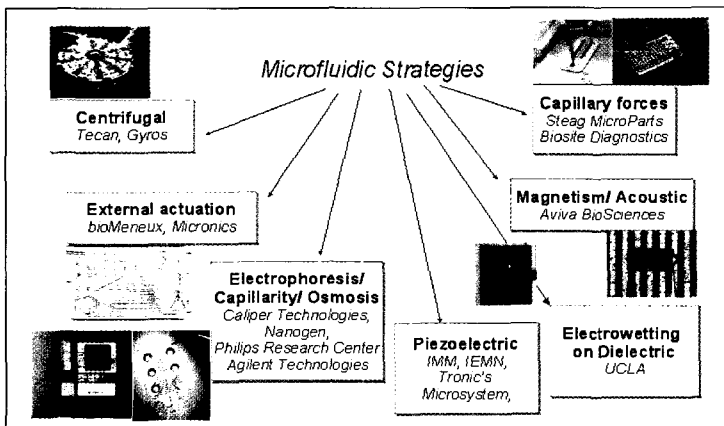 Microfluidic Strategies
Centrifugal
Tecan, Gyros
Capillary forces
Steag MicroParts
Biosite Diagnostics
External actuation
bioMeneux, Micronics
Magnetism/ Acoustic
Aviva BioSciences
Electrophoresis/
Capillarity/ Osmosis
Caliper Technologies,
Nanogen,
Philips Research Center
Agilent Technologies
Piezoelectric
IMM, IEMN,
Tronic's
Microsystem,
Electrowetting
on Dielectric
UCLA